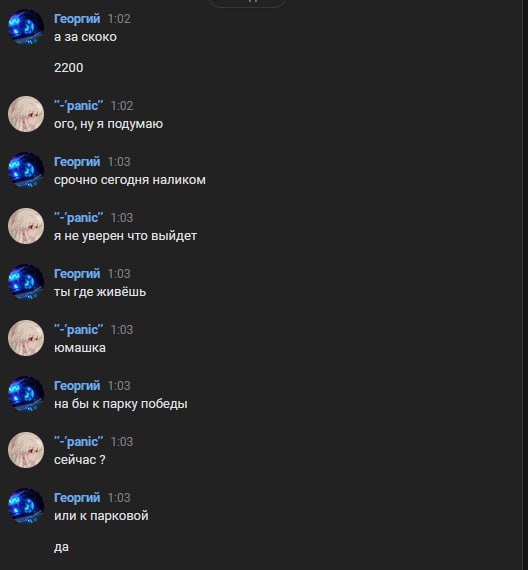 Георгий 1:02
а за скоко
2200
"-'panic" 1:02
ого, ну я подумаю
Георгий 1:03
срочно сегодня наликом
"-'panic" 1:03
я не уверен что выйдет
Георгий 1:03
ты где живёшь
"-'panic" 1:03
юмашка
Георгий 1:03
на бы к парку победы
"-'panic" 1:03
сейчас ?
Георгий 1:03
или к парковой
да